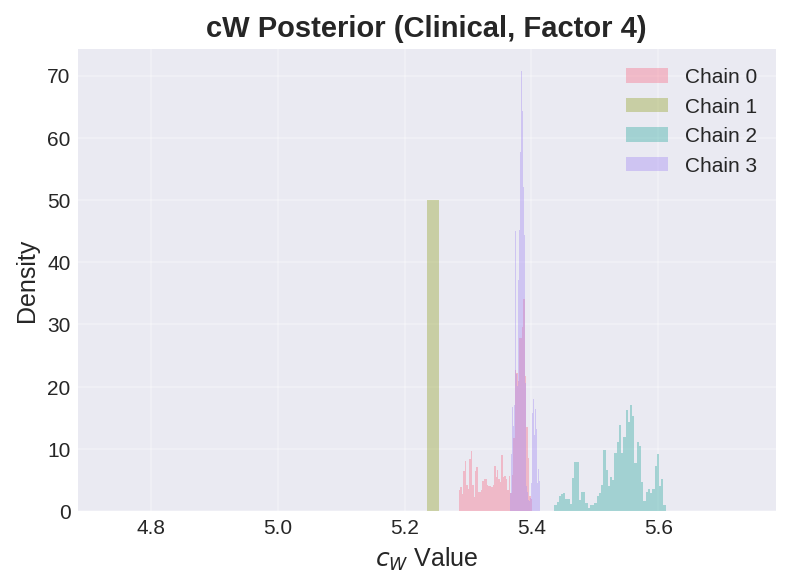 cW Posterior (Clinical, Factor 4)
Density
70
60
50
40
30
20
10
0
Chain 0
Chain 1
Chain 2
Chain 3
4.8 5.0 5.2 5.4 5.6
c_W Value